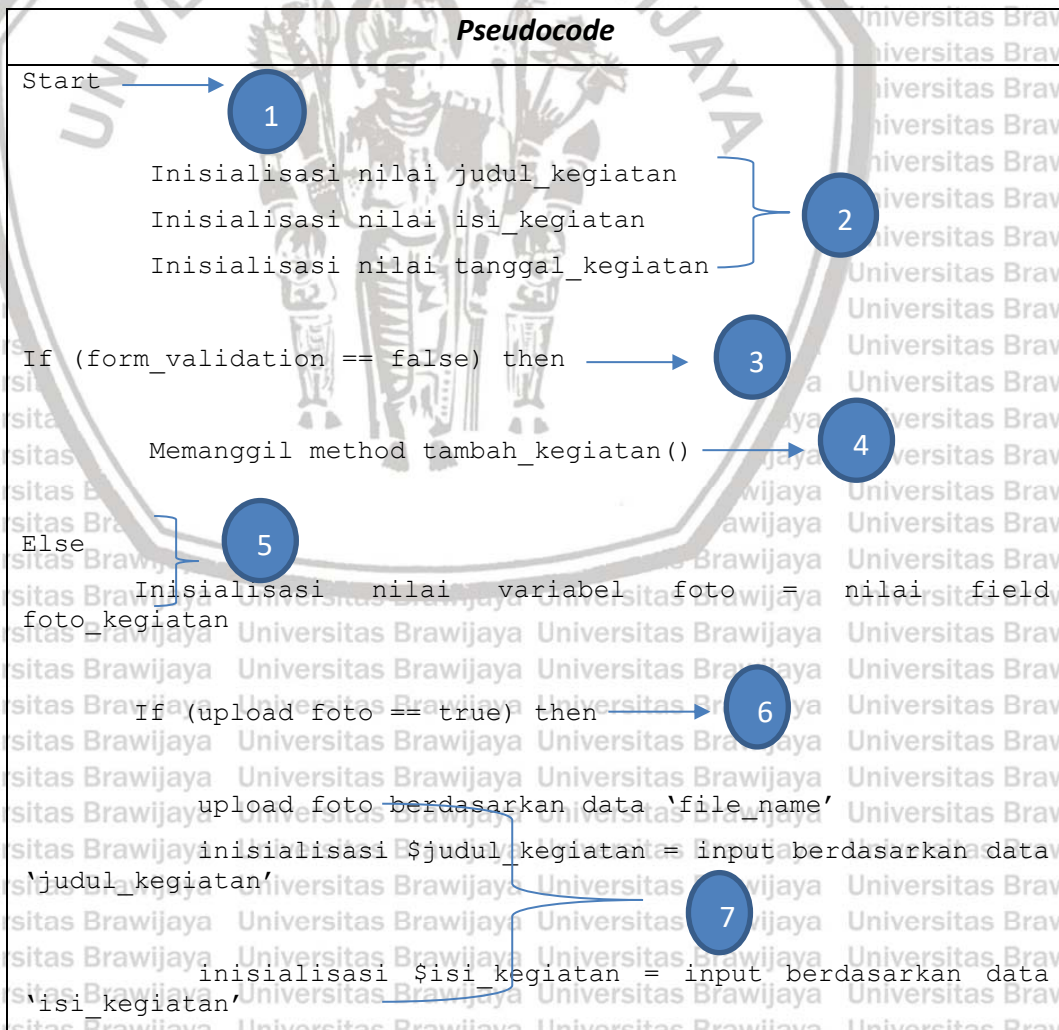 Pseudocode
Start
1
Inisialisasi nilai judul_kegiatan
Inisialisasi nilai isi_kegiatan
2
Inisialisasi nilai tanggal_kegiatan
If (form_validation == false) then
3
Memanggil method tambah_kegiatan()
4
Else
5
Inisialisasi nilai variabel foto = nilai field
foto_kegiatan
If (upload foto == true) then
6
upload foto berdasarkan data ‘file_name’
inisialisasi $judul_kegiatan = input berdasarkan data
‘judul_kegiatan’
7
inisialisasi $isi_kegiatan = input berdasarkan data
‘isi_kegiatan’